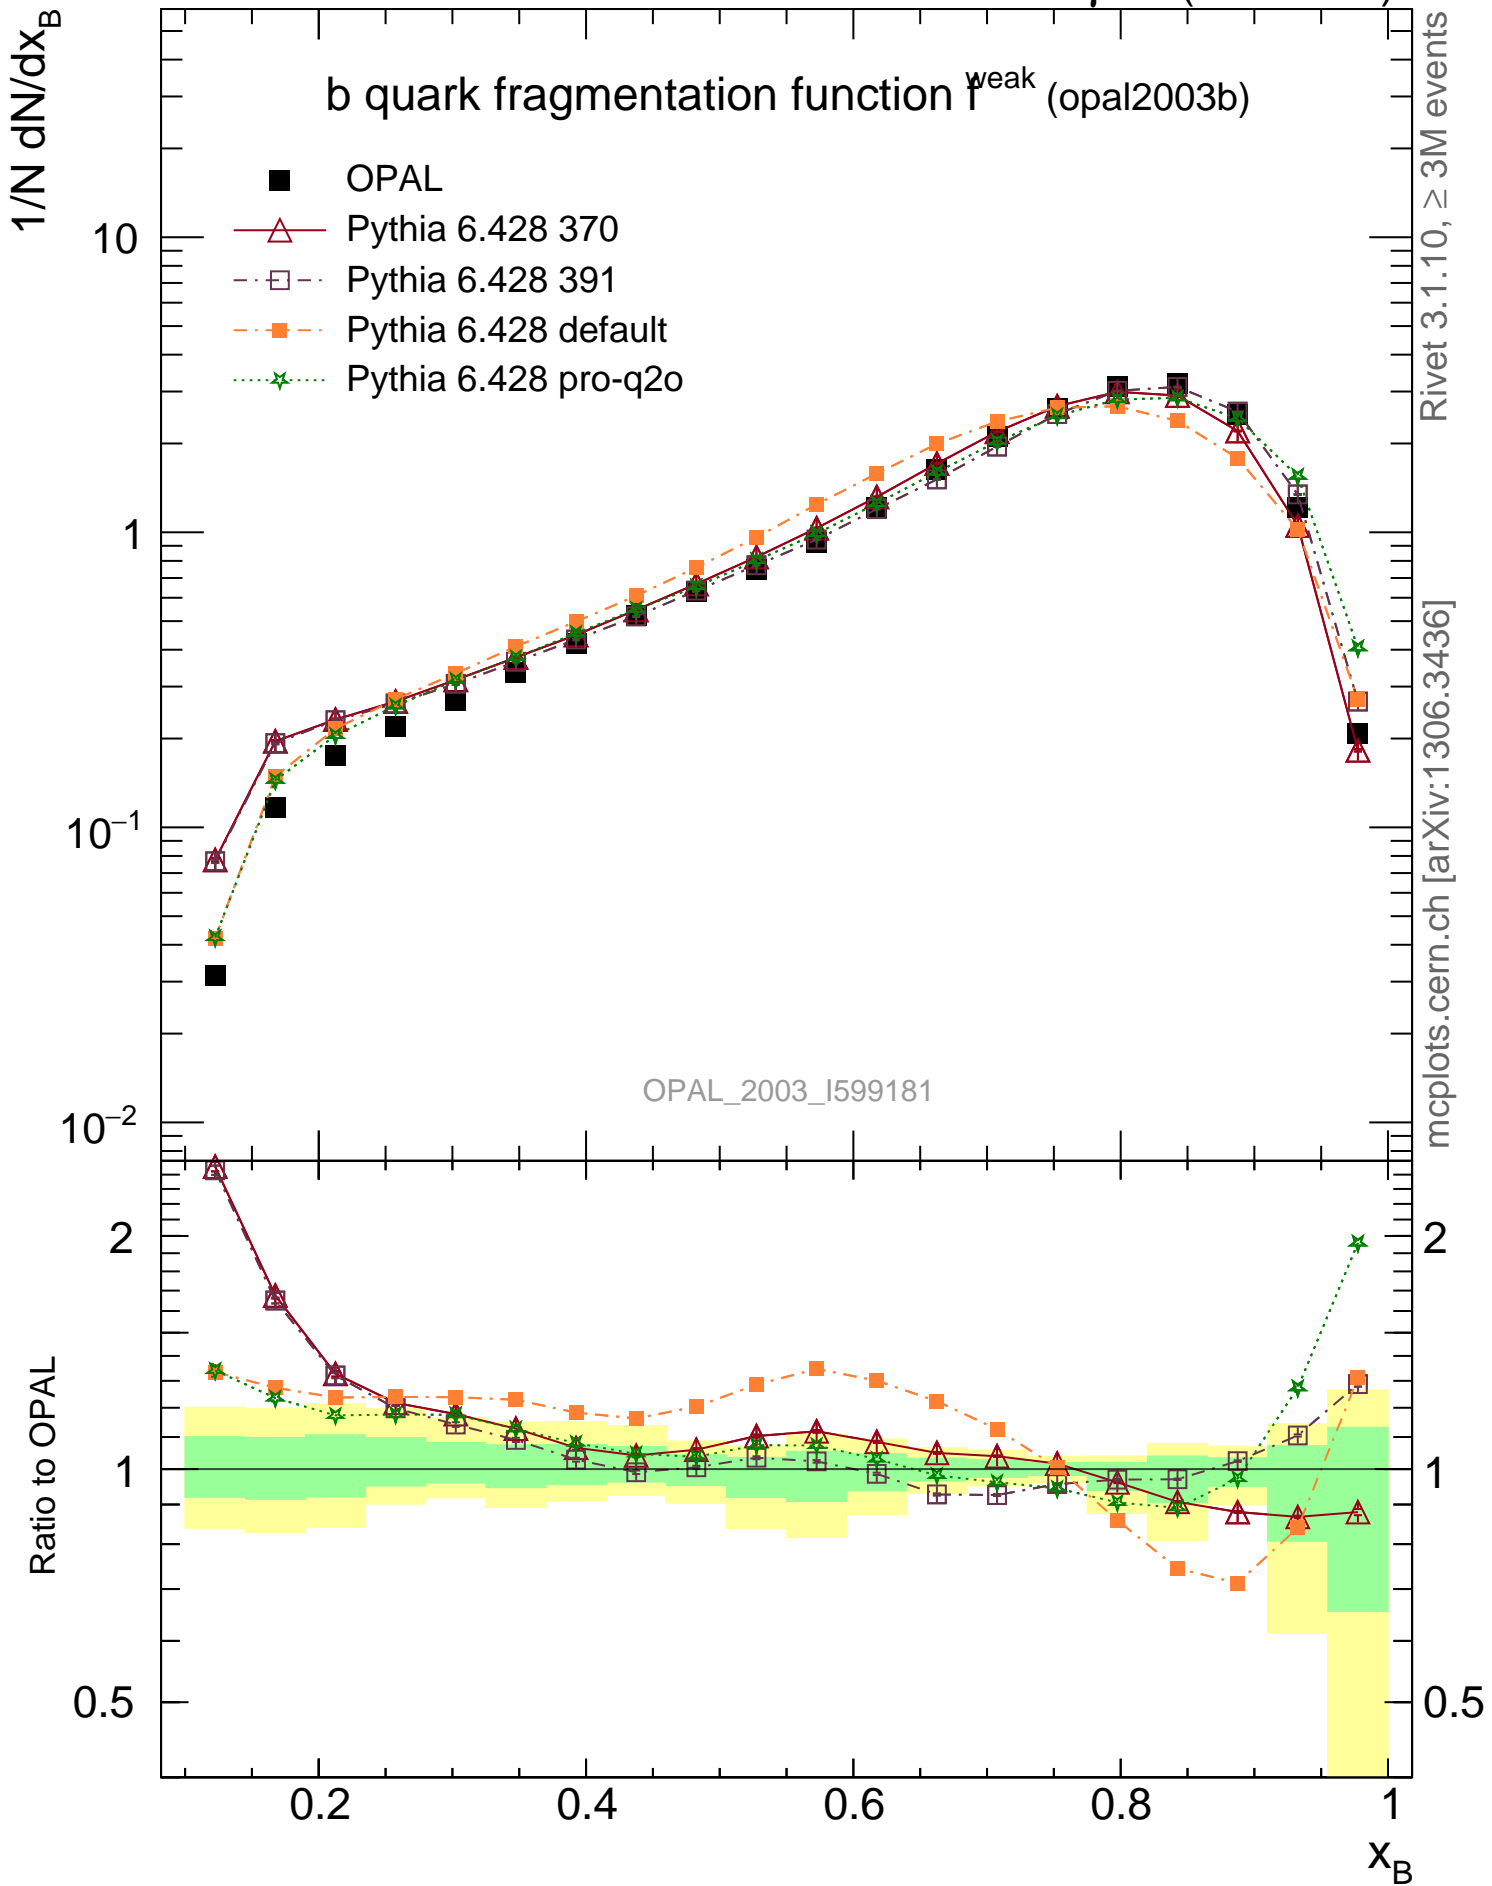 1/N dN/dx_B
b quark fragmentation function f^weak (opal2003b)
OPAL
Pythia 6.428 370
Pythia 6.428 391
Pythia 6.428 default
Pythia 6.428 pro-q2o
10
1
10^−1
10^−2
OPAL_2003_I599181
Rivet 3.1.10, ≥ 3M events
mcplots.cern.ch [arXiv:1306.3436]
Ratio to OPAL
2
1
0.5
2
1
0.5
0.2
0.4
0.6
0.8
1
x_B